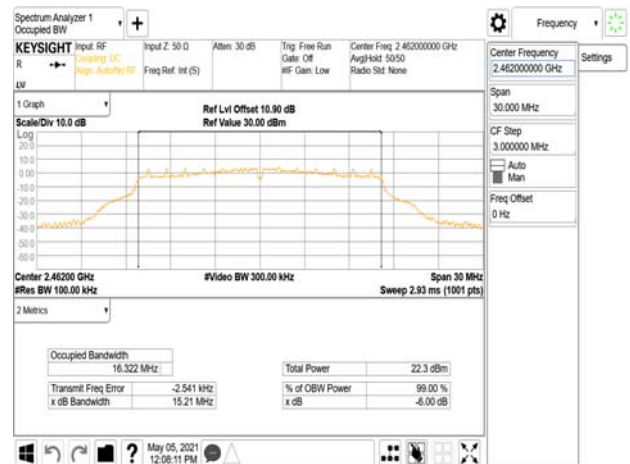 Spectrum Analyzer 1
Occupied BW
+
Frequency
KEYSIGHT Input: RF
Coupling: DC
Align: Auto/No RF
Input Z: 50 Ω
Freq Ref: Int (S)
Atten: 30 dB
Trig: Free Run
Gate: Off
#IF Gain: Low
Center Freq: 2.462000000 GHz
Avg|Hold: 50/50
Radio Std: None
R
Center Frequency
2.462000000 GHz
Settings
Span
30.000 MHz
CF Step
3.000000 MHz
Auto
Man
Freq Offset
0 Hz
1 Graph
Scale/Div 10.0 dB
Ref Lvl Offset 10.90 dB
Ref Value 30.00 dBm
Log
20.0
10.0
0.00
-10.0
-20.0
-30.0
-40.0
-50.0
-60.0
Center 2.46200 GHz
#Res BW 100.00 kHz
#Video BW 300.00 kHz
Span 30 MHz
Sweep 2.93 ms (1001 pts)
2 Metrics
Occupied Bandwidth
16.322 MHz
Transmit Freq Error -2.541 kHz
x dB Bandwidth 15.21 MHz
Total Power 22.3 dBm
% of OBW Power 99.00 %
x dB -6.00 dB
?
May 05, 2021
12:08:11 PM